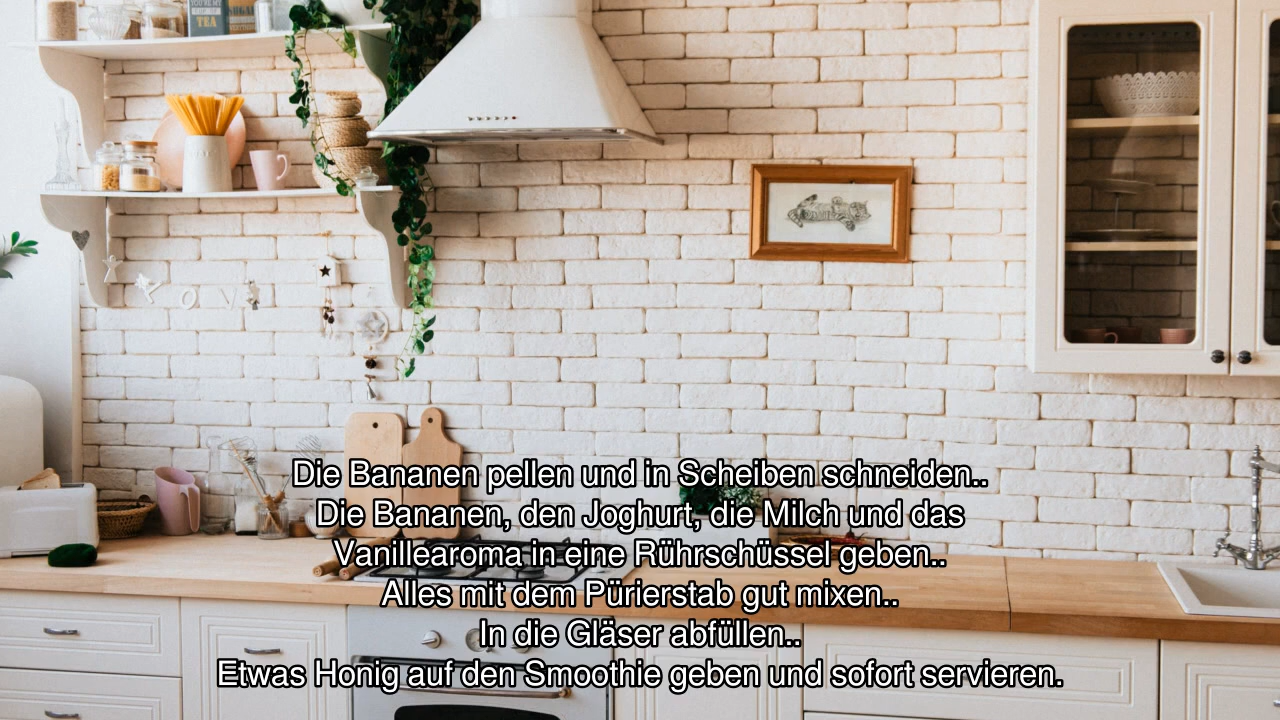 TEA
Die Bananen pellen und in Scheiben schneiden..
Die Bananen, den Joghurt, die Milch und das
Vanillearoma in eine Rührschüssel geben..
Alles mit dem Pürierstab gut mixen..
In die Gläser abfüllen..
Etwas Honig auf den Smoothie geben und sofort servieren.